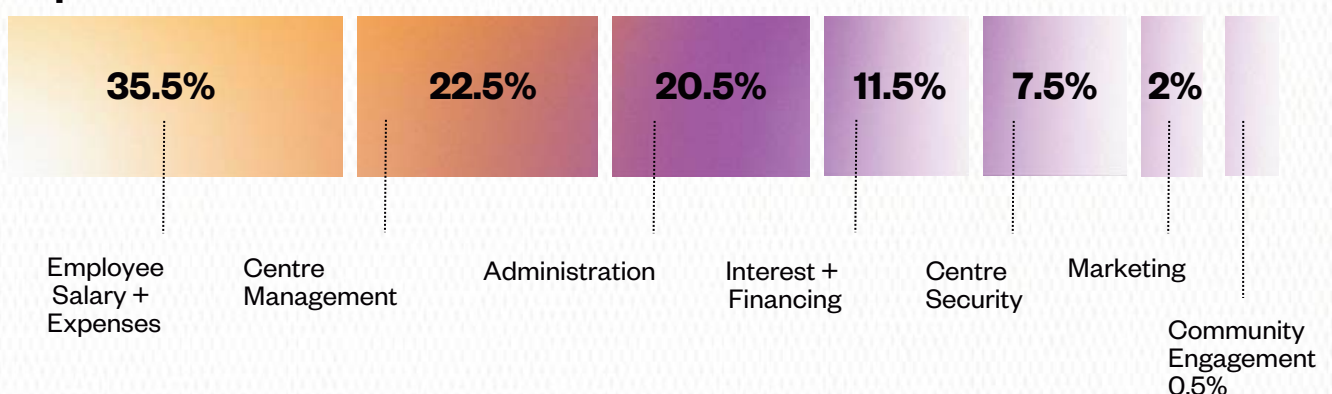 35.5%
22.5%
20.5%
11.5%
7.5%
2%
Employee
Salary +
Expenses
Centre
Management
Administration
Interest +
Financing
Centre
Security
Marketing
Community
Engagement
0.5%